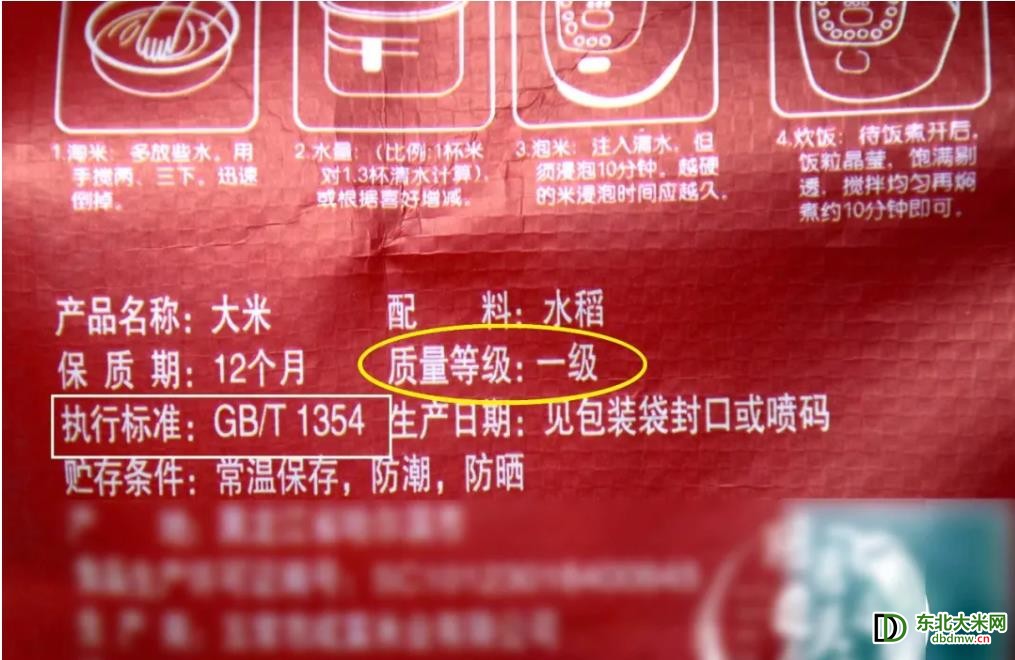 1.淘米：多放些水。用
手搅两、三下。迅速
倒掉。
2.水量：(比例:1杯米
对1.3杯清水计算)，
或根据喜好增减。
3.泡米：注入清水，但
须浸泡10分钟。越硬
的米浸泡时间应越久。
4.炊饭：待饭煮开后，
饭粒晶莹，饱满剔
透，搅拌均匀再焖
煮约10分钟即可。
产品名称：大米 配 料：水稻
保质期：12个月 质量等级：一级
执行标准：GB/T 1354 生产日期：见包装袋封口或喷码
贮存条件：常温保存，防潮，防晒
东北大米网
dbdmw.cn